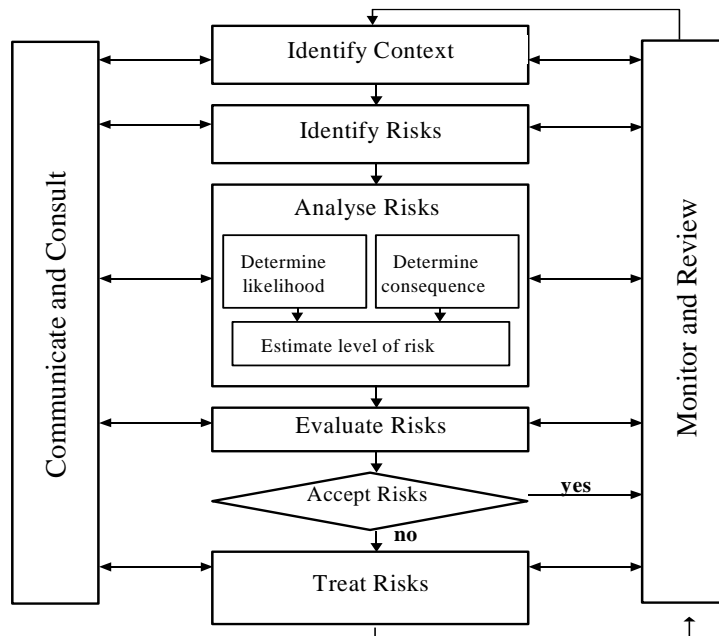 Identify Context
Identify Risks
Analyse Risks
Determine
likelihood
Determine
consequence
Estimate level of risk
Evaluate Risks
Accept Risks
yes
no
Treat Risks
Communicate and Consult
Monitor and Review